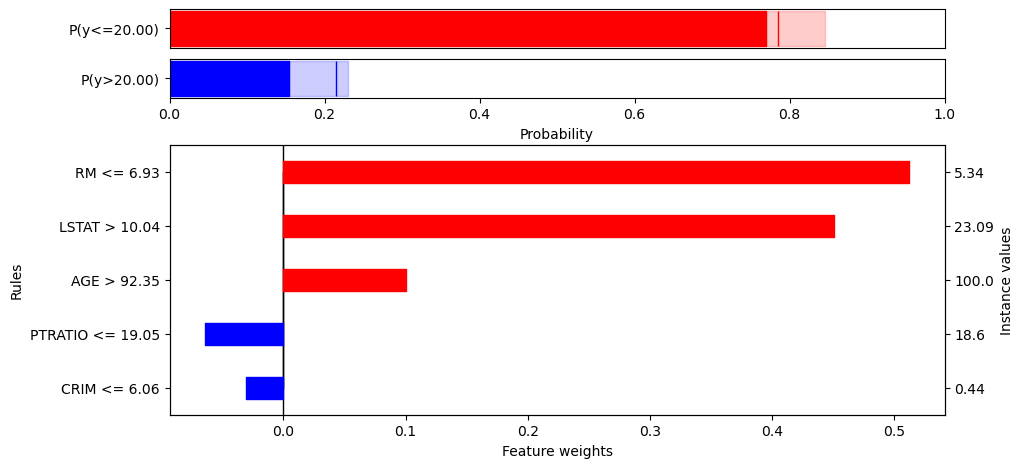 P(y<=20.00)
P(y>20.00)
0.0 0.2 0.4 0.6 0.8 1.0
Probability
RM <= 6.93 5.34
LSTAT > 10.04 23.09
AGE > 92.35 100.0
PTRATIO <= 19.05 18.6
CRIM <= 6.06 0.44
Rules
Instance values
0.0 0.1 0.2 0.3 0.4 0.5
Feature weights